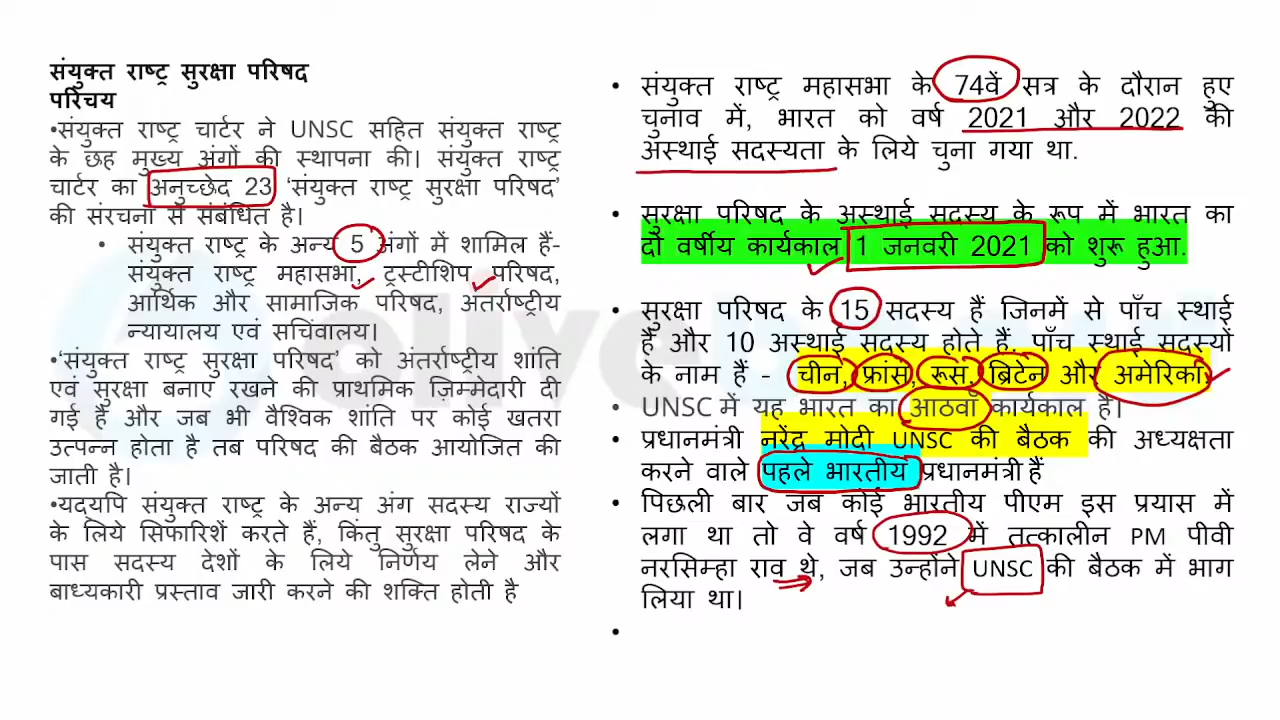 संयुक्त राष्ट्र सुरक्षा परिषद
परिचय
•संयुक्त राष्ट्र चार्टर ने UNSC सहित संयुक्त राष्ट्र
के छह मुख्य अंगों की स्थापना की। संयुक्त राष्ट्र
चार्टर का अनुच्छेद 23 ‘संयुक्त राष्ट्र सुरक्षा परिषद’
की संरचना से संबंधित है।
• संयुक्त राष्ट्र के अन्य 5 अंगों में शामिल हैं-
संयुक्त राष्ट्र महासभा, ट्रस्टीशिप परिषद,
आर्थिक और सामाजिक परिषद, अंतर्राष्ट्रीय
न्यायालय एवं सचिवालय।
•‘संयुक्त राष्ट्र सुरक्षा परिषद’ को अंतर्राष्ट्रीय शांति
एवं सुरक्षा बनाए रखने की प्राथमिक ज़िम्मेदारी दी
गई है और जब भी वैश्विक शांति पर कोई खतरा
उत्पन्न होता है तब परिषद की बैठक आयोजित की
जाती है।
•यदयपि संयुक्त राष्ट्र के अन्य अंग सदस्य राज्यों
के लिये सिफारिशें करते हैं, किंतु सुरक्षा परिषद के
पास सदस्य देशों के लिये निर्णय लेने और
बाध्यकारी प्रस्ताव जारी करने की शक्ति होती है
• संयुक्त राष्ट्र महासभा के 74वें सत्र के दौरान हुए
चुनाव में, भारत को वर्ष 2021 और 2022 की
अस्थाई सदस्यता के लिये चुना गया था.
• सुरक्षा परिषद के अस्थाई सदस्य के रूप में भारत का
दो वर्षीय कार्यकाल 1 जनवरी 2021 को शुरू हुआ.
• सुरक्षा परिषद के 15 सदस्य हैं जिनमें से पाँच स्थाई
हैं और 10 अस्थाई सदस्य होते हैं. पाँच स्थाई सदस्यों
के नाम हैं - चीन, फ्रांस, रूस, ब्रिटेन और अमेरिका
• UNSC में यह भारत का आठवाँ कार्यकाल है।
• प्रधानमंत्री नरेंद्र मोदी UNSC की बैठक की अध्यक्षता
करने वाले पहले भारतीय प्रधानमंत्री हैं
• पिछली बार जब कोई भारतीय पीएम इस प्रयास में
लगा था तो वे वर्ष 1992 में तत्कालीन PM पीवी
नरसिम्हा राव थे, जब उन्होंने UNSC की बैठक में भाग
लिया था।
•